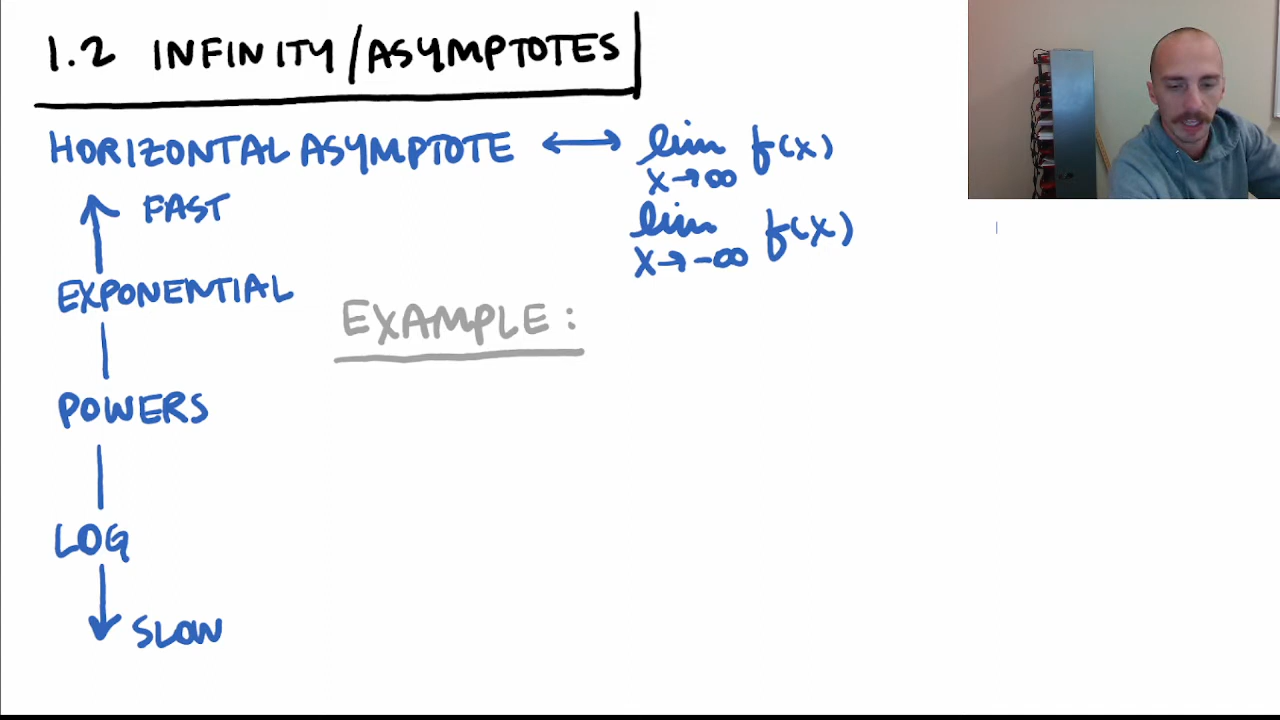 1.2 INFINITY/ASYMPTOTES
HORIZONTAL ASYMPTOTE ↔ lim f(x)
x→∞
lim f(x)
x→-∞
↑ FAST
EXPONENTIAL
EXAMPLE:
POWERS
LOG
↓ SLOW